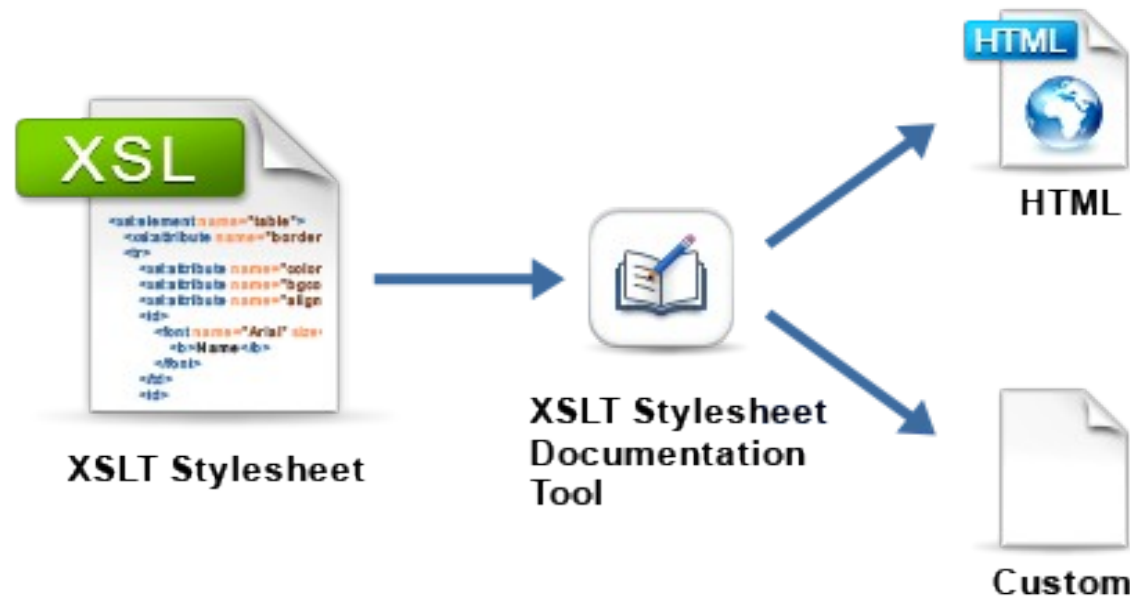 XSL
<xsl:element name="table">
<xsl:attribute name="border
<tr>
<xsl:attribute name="color
<xsl:attribute name="bgco
<xsl:attribute name="align
<td>
<font name="Arial" size=
<b>Name</b>
</font>
</td>
<td>
XSLT Stylesheet
XSLT Stylesheet
Documentation
Tool
HTML
HTML
Custom